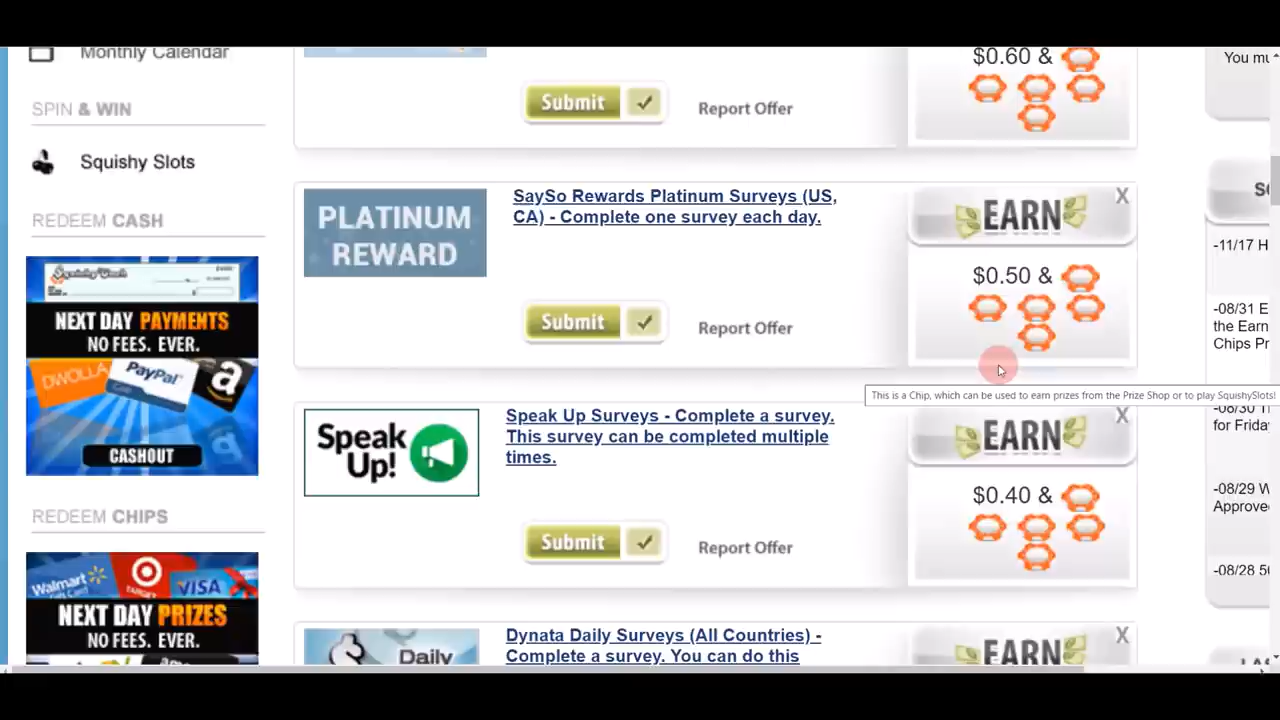 Monthly Calendar
SPIN & WIN
Squishy Slots
REDEEM CASH
NEXT DAY PAYMENTS
NO FEES. EVER.
DWOLLA
PayPal
a
CASHOUT
REDEEM CHIPS
Walmart
TARGET
VISA
NEXT DAY PRIZES
NO FEES. EVER.
Submit
Report Offer
$0.60 &
PLATINUM
REWARD
SaySo Rewards Platinum Surveys (US,
CA) - Complete one survey each day.
Submit
Report Offer
X
EARN
$0.50 &
This is a Chip, which can be used to earn prizes from the Prize Shop or to play SquishySlots!
Speak
Up!
Speak Up Surveys - Complete a survey.
This survey can be completed multiple
times.
Submit
Report Offer
X
EARN
$0.40 &
Daily
Dynata Daily Surveys (All Countries) -
Complete a survey. You can do this
X
EARN
You mu
-11/17 H
-08/31 E
the Earn
Chips Pr
for Frida
-08/29 W
Approve
-08/28 50